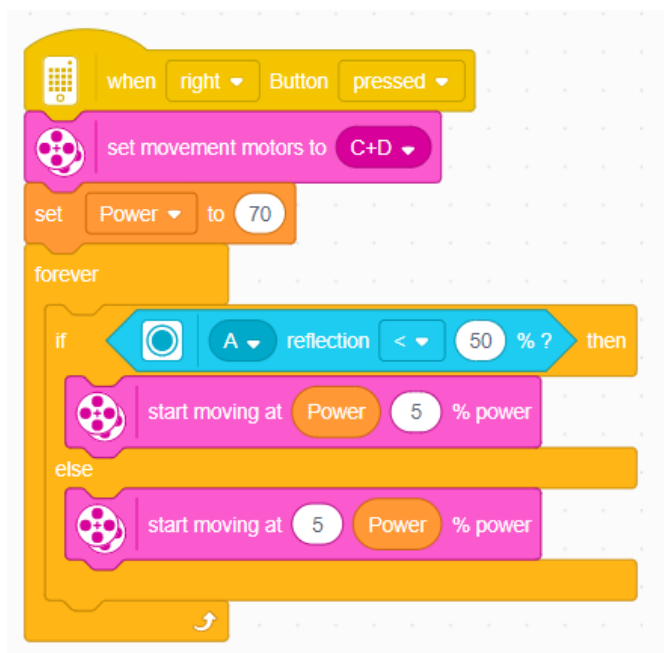 when right Button pressed
set movement motors to C+D
set Power to 70
forever
if A reflection < 50 % ? then
start moving at Power 5 % power
else
start moving at 5 Power % power